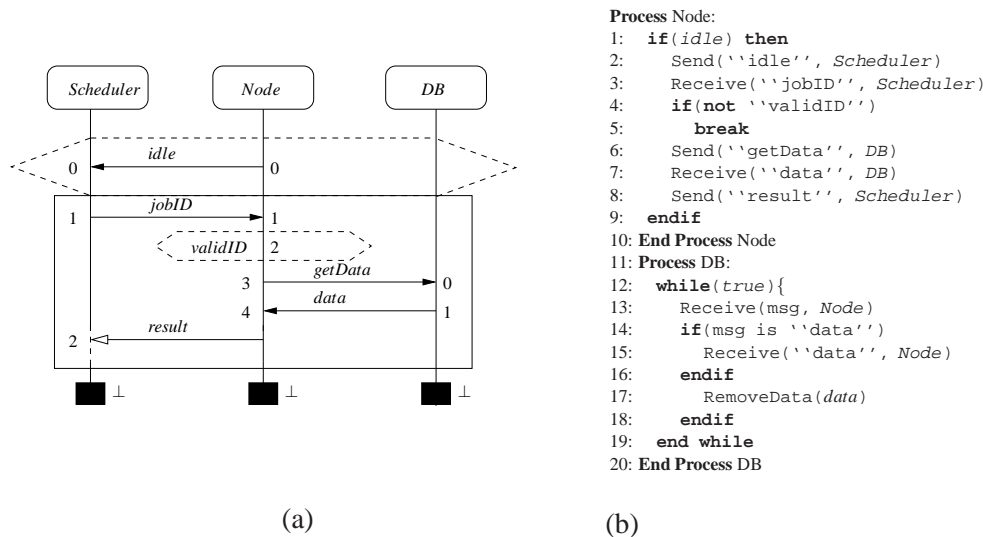 Scheduler Node DB
idle
0 0
jobID
1 1
validID 2
getData
3 0
data
4 1
result
2
⊥ ⊥ ⊥
(a)
Process Node:
1: if(idle) then
2: Send(‘‘idle’’, Scheduler)
3: Receive(‘‘jobID’’, Scheduler)
4: if(not ‘‘validID’’)
5: break
6: Send(‘‘getData’’, DB)
7: Receive(‘‘data’’, DB)
8: Send(‘‘result’’, Scheduler)
9: endif
10: End Process Node
11: Process DB:
12: while(true){
13: Receive(msg, Node)
14: if(msg is ‘‘data’’)
15: Receive(‘‘data’’, Node)
16: endif
17: RemoveData(data)
18: endif
19: end while
20: End Process DB
(b)